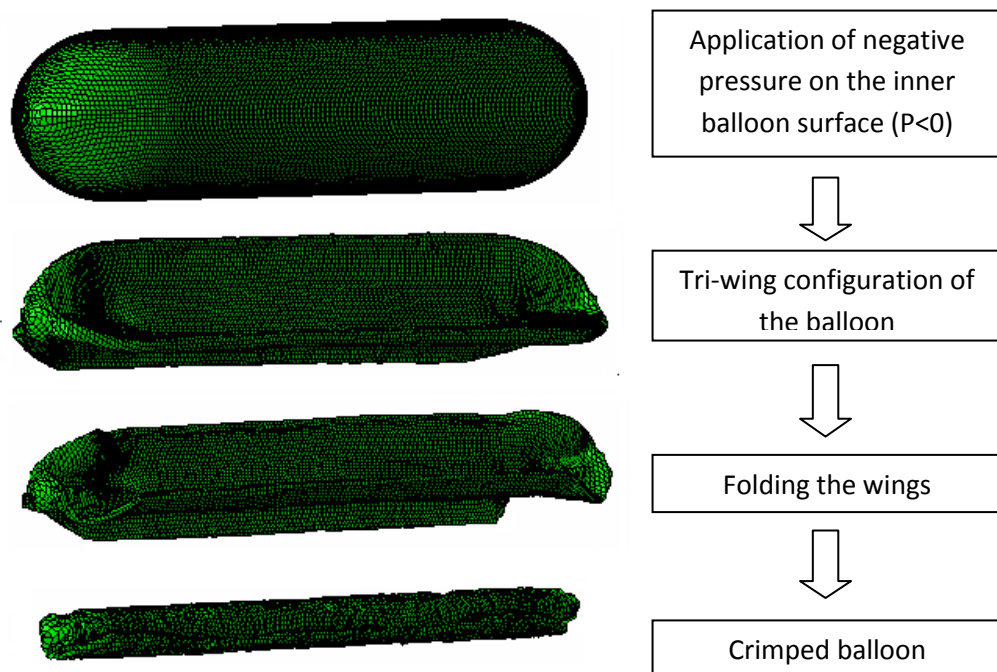 Application of negative
pressure on the inner
balloon surface (P<0)
Tri-wing configuration of
the balloon
Folding the wings
Crimped balloon